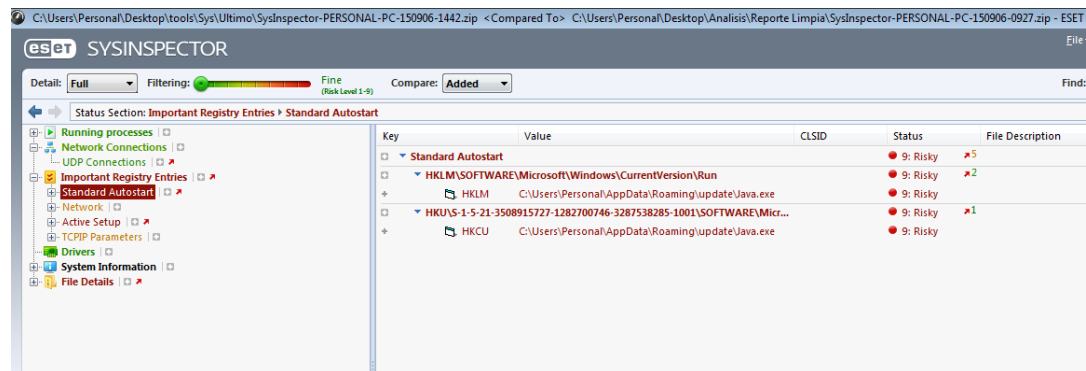 C:\Users\Personal\Desktop\tools\Sys\Ultimo\SysInspector-PERSONAL-PC-150906-1442.zip <Compared To> C:\Users\Personal\Desktop\Analisis\Reporte Limpia\SysInspector-PERSONAL-PC-150906-0927.zip - ESET
eset SYSINSPECTOR File
Detail: Full Filtering: Fine (Risk Level 1-9) Compare: Added Find:
Status Section: Important Registry Entries Standard Autostart
Running processes
Network Connections
UDP Connections
Important Registry Entries
Standard Autostart
Network
Active Setup
TCPIP Parameters
Drivers
System Information
File Details
Key Value CLSID Status File Description
Standard Autostart 9: Risky 5
HKLM\SOFTWARE\Microsoft\Windows\CurrentVersion\Run 9: Risky 2
HKLM C:\Users\Personal\AppData\Roaming\update\Java.exe 9: Risky
HKU\S-1-5-21-3508915727-1282700746-3287538285-1001\SOFTWARE\Micr... 9: Risky 1
HKCU C:\Users\Personal\AppData\Roaming\update\Java.exe 9: Risky